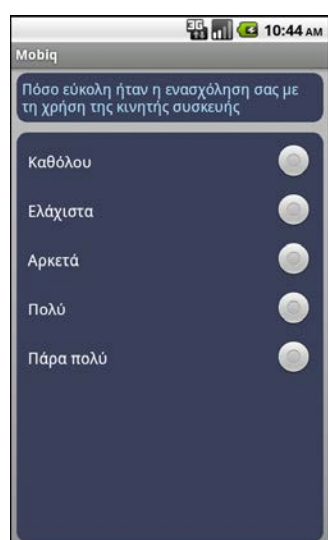 3G 10:44 AM
Mobiq
Πόσο εύκολη ήταν η ενασχόληση σας με
τη χρήση της κινητής συσκευής
Καθόλου
Ελάχιστα
Αρκετά
Πολύ
Πάρα πολύ